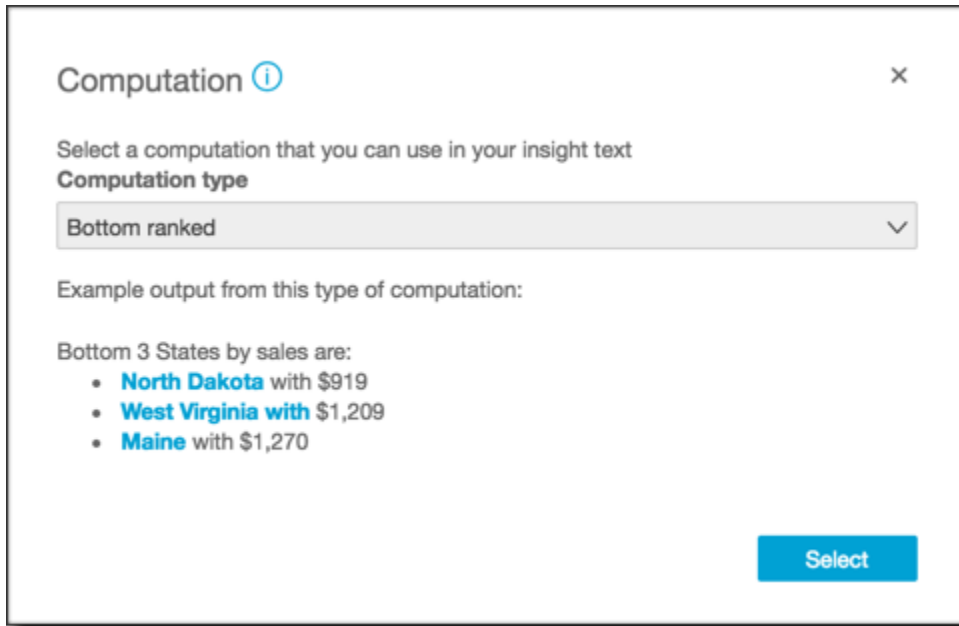 Computation
Select a computation that you can use in your insight text
Computation type
Bottom ranked
Example output from this type of computation:
Bottom 3 States by sales are:
• North Dakota with $919
• West Virginia with $1,209
• Maine with $1,270
Select